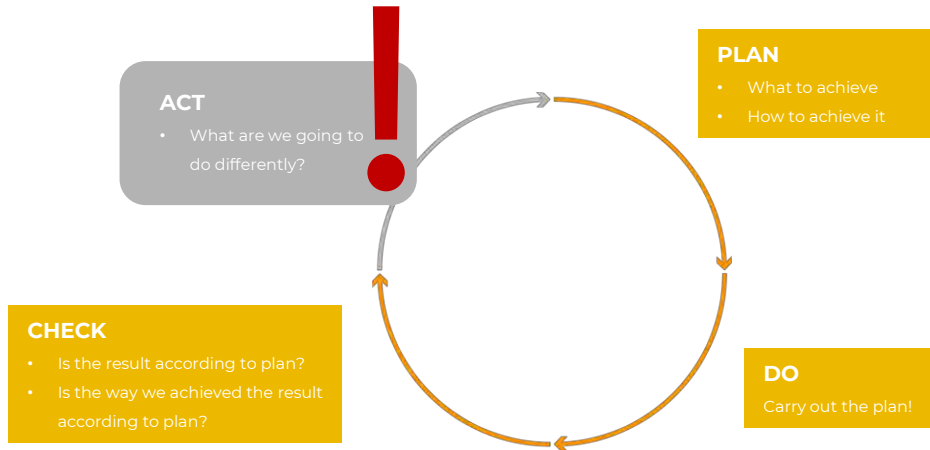 ACT
• What are we going to
do differently?
PLAN
• What to achieve
• How to achieve it
CHECK
• Is the result according to plan?
• Is the way we achieved the result
according to plan?
DO
Carry out the plan!